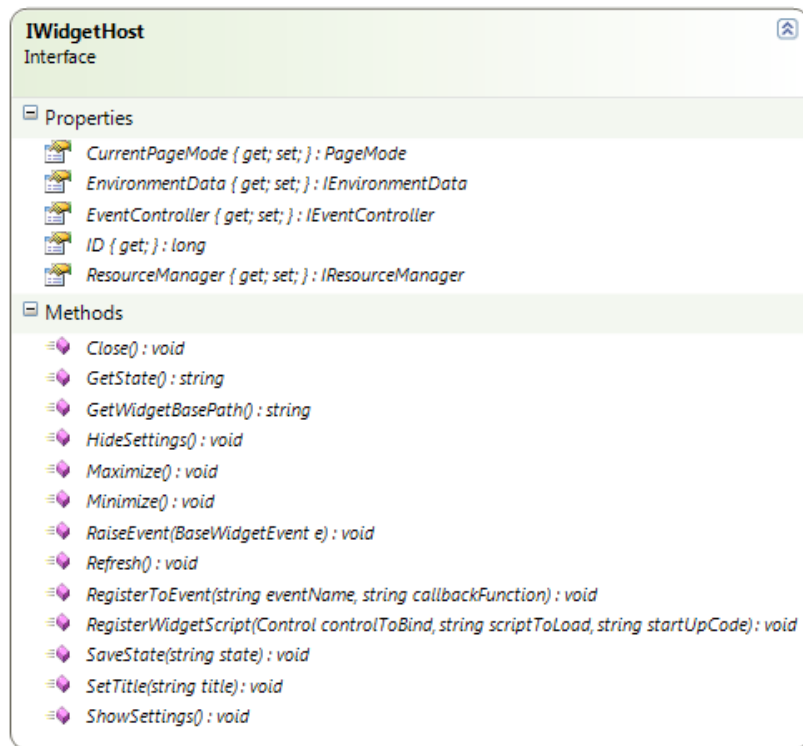 IWidgetHost
Interface
Properties
CurrentPageMode { get; set; } : PageMode
EnvironmentData { get; set; } : IEnvironmentData
EventController { get; set; } : IEventController
ID { get; } : long
ResourceManager { get; set; } : IResourceManager
Methods
Close() : void
GetState() : string
GetWidgetBasePath() : string
HideSettings() : void
Maximize() : void
Minimize() : void
RaiseEvent(BaseWidgetEvent e) : void
Refresh() : void
RegisterToEvent(string eventName, string callbackFunction) : void
RegisterWidgetScript(Control controlToBind, string scriptToLoad, string startUpCode) : void
SaveState(string state) : void
SetTitle(string title) : void
ShowSettings() : void